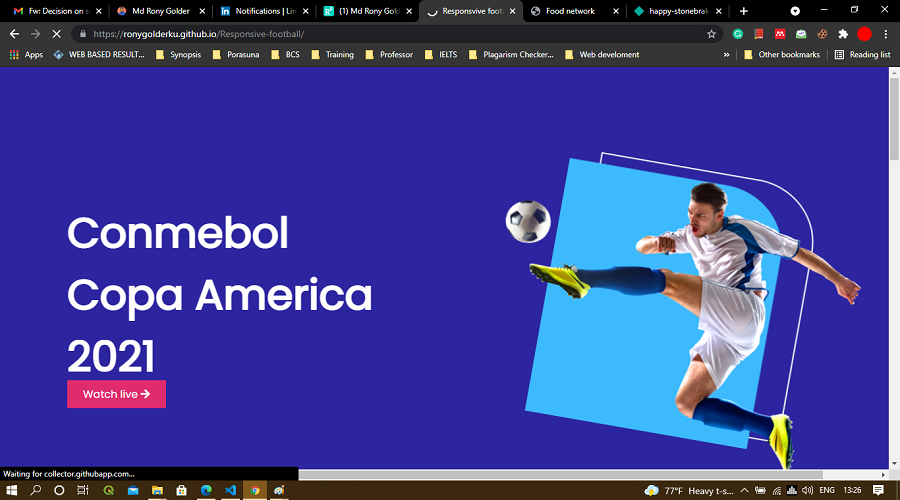 Fw: Decision on s
Md Rony Golder
Notifications | Lin
(1) Md Rony Gold
Responsvive foot
Food network
happy-stonebrak
https://ronygolderku.github.io/Responsive-football/
Apps
WEB BASED RESULT...
Synopsis
Porasuna
BCS
Training
Professor
IELTS
Plagarism Checker...
Web develoment
»
Other bookmarks
Reading list
Conmebol
Copa America
2021
Watch live
Waiting for collector.githubapp.com...
77°F Heavy t-s...
ENG
13:26